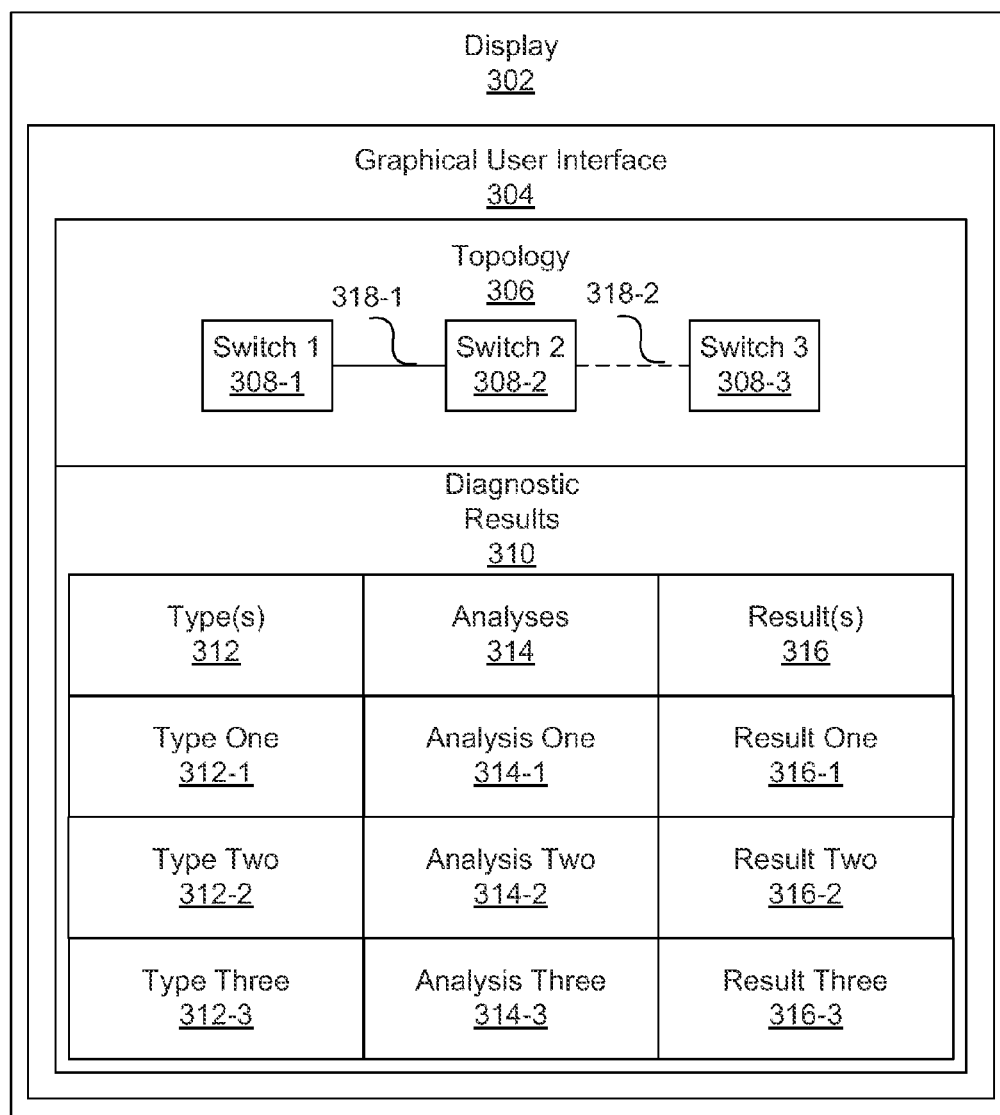 Display
302
Graphical User Interface
304
Topology
306
318-1
318-2
Switch 1
308-1
Switch 2
308-2
Switch 3
308-3
Diagnostic
Results
310
Type(s)
312
Analyses
314
Result(s)
316
Type One
312-1
Analysis One
314-1
Result One
316-1
Type Two
312-2
Analysis Two
314-2
Result Two
316-2
Type Three
312-3
Analysis Three
314-3
Result Three
316-3